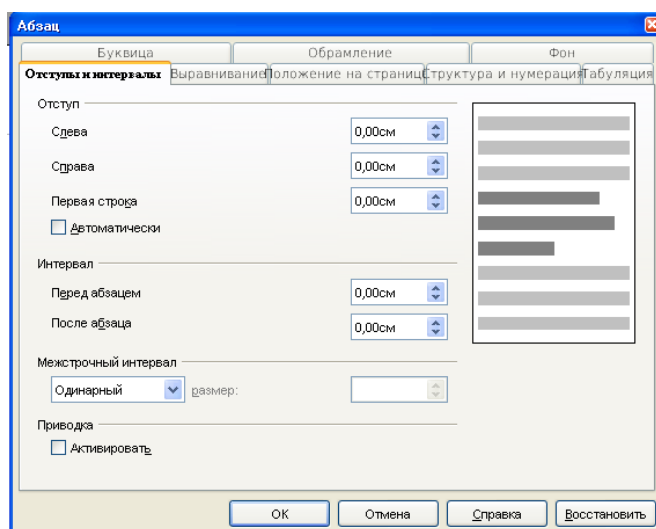 Абзац
Буквица Обрамление Фон
Отступы и интервалы Выравнивание Положение на страниц Структура и нумерация Табуляция
Отступ
Слева 0,00см
Справа 0,00см
Первая строка 0,00см
Автоматически
Интервал
Перед абзацем 0,00см
После абзаца 0,00см
Межстрочный интервал
Одинарный размер:
Приводка
Активировать
ОК Отмена Справка Восстановить